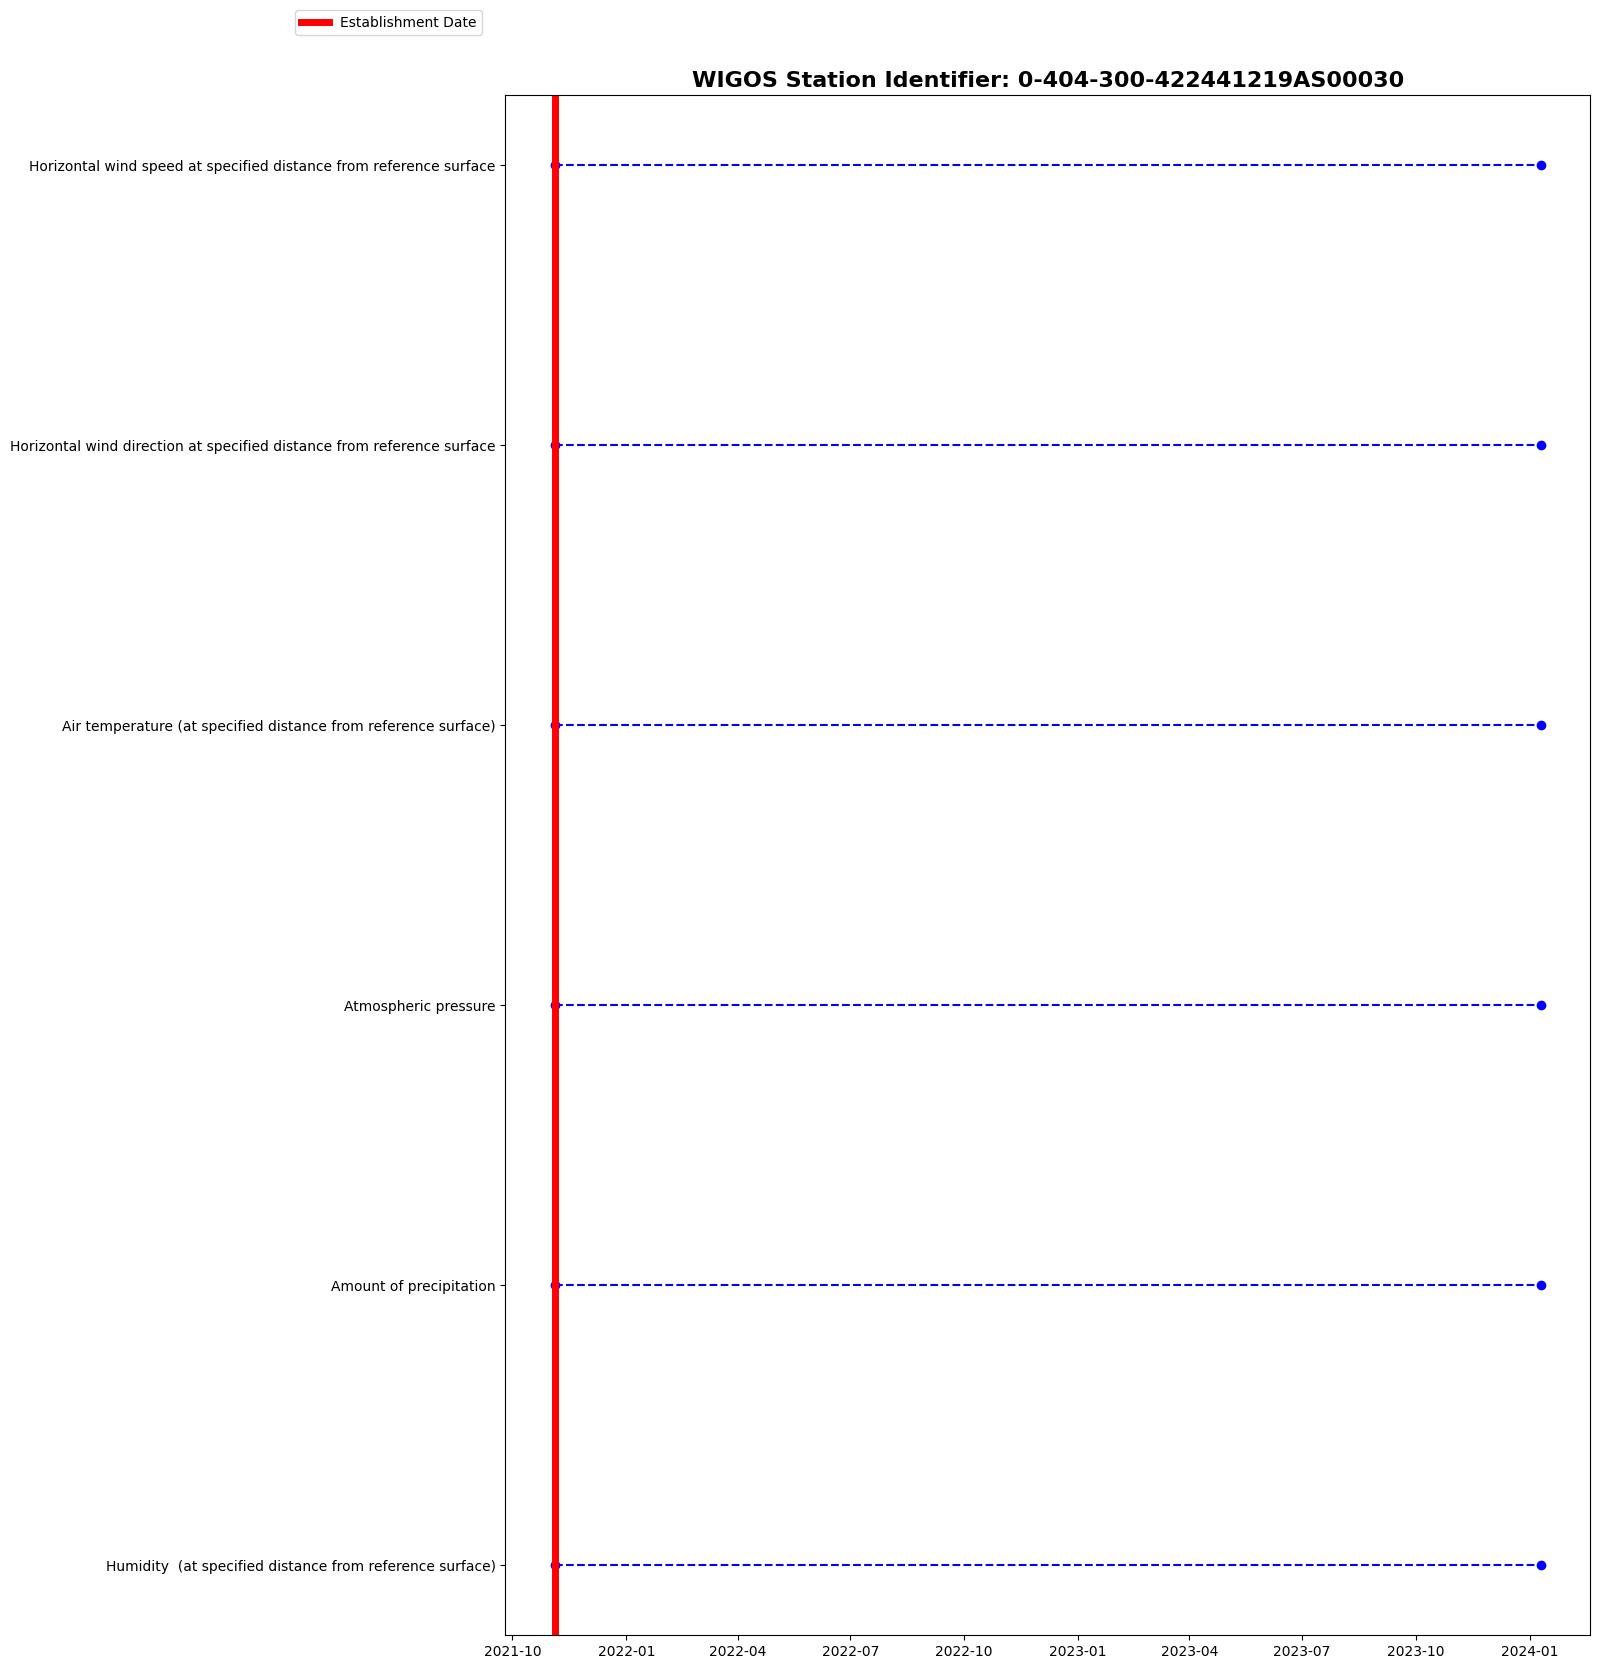 Establishment Date
WIGOS Station Identifier: 0-404-300-422441219AS00030
Horizontal wind speed at specified distance from reference surface
Horizontal wind direction at specified distance from reference surface
Air temperature (at specified distance from reference surface)
Atmospheric pressure
Amount of precipitation
Humidity  (at specified distance from reference surface)
2021-10 2022-01 2022-04 2022-07 2022-10 2023-01 2023-04 2023-07 2023-10 2024-01